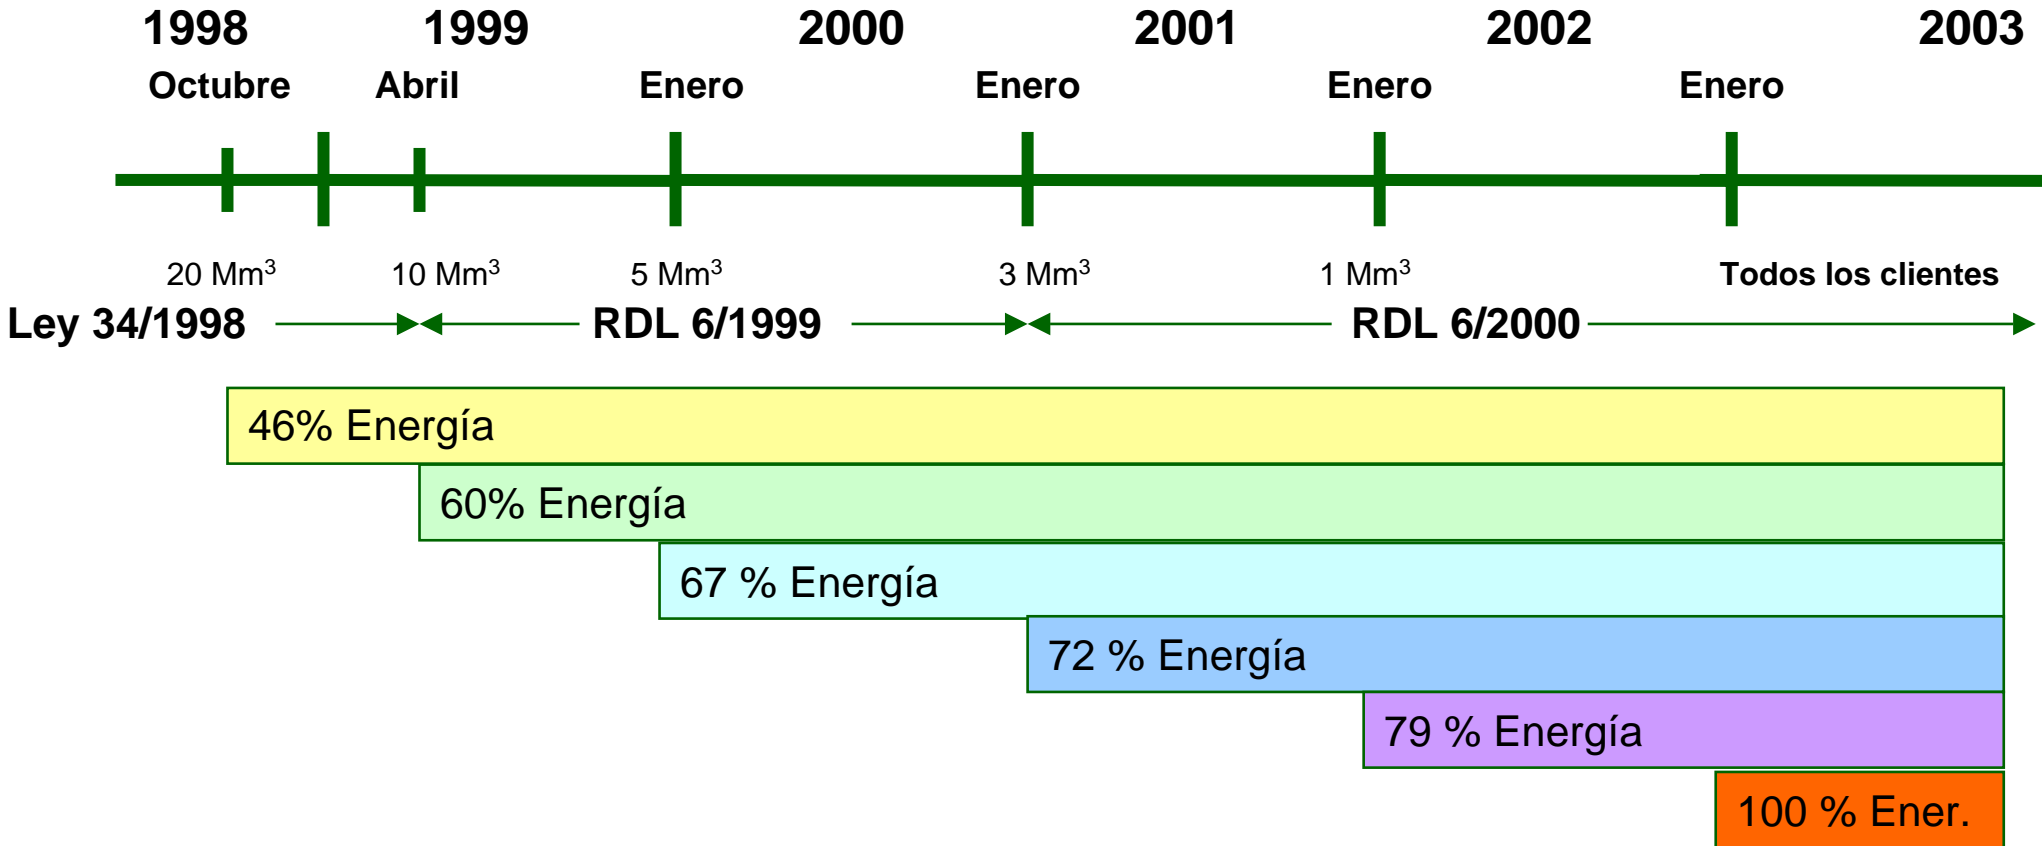 1998 1999 2000 2001 2002 2003
Octubre Abril Enero Enero Enero Enero
20 Mm³ 10 Mm³ 5 Mm³ 3 Mm³ 1 Mm³ Todos los clientes
Ley 34/1998 RDL 6/1999 RDL 6/2000
46% Energía
60% Energía
67 % Energía
72 % Energía
79 % Energía
100 % Ener.